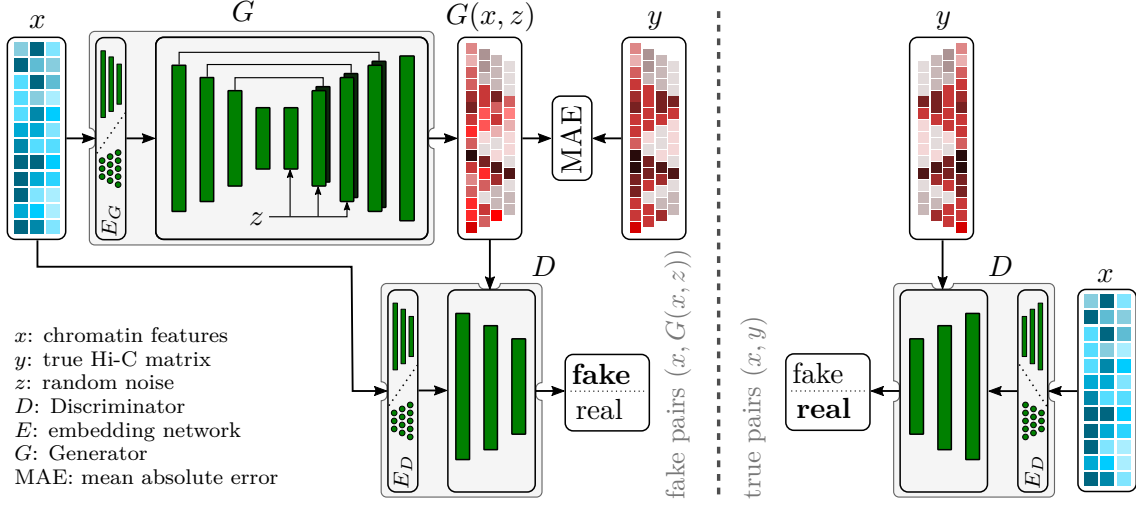 x
G
G(x, z)
y
y
MAE
E_G
z
D
D
x
x: chromatin features
y: true Hi-C matrix
z: random noise
D: Discriminator
E: embedding network
G: Generator
MAE: mean absolute error
E_D
fake
real
fake pairs (x, G(x, z))
true pairs (x, y)
fake
real
E_D